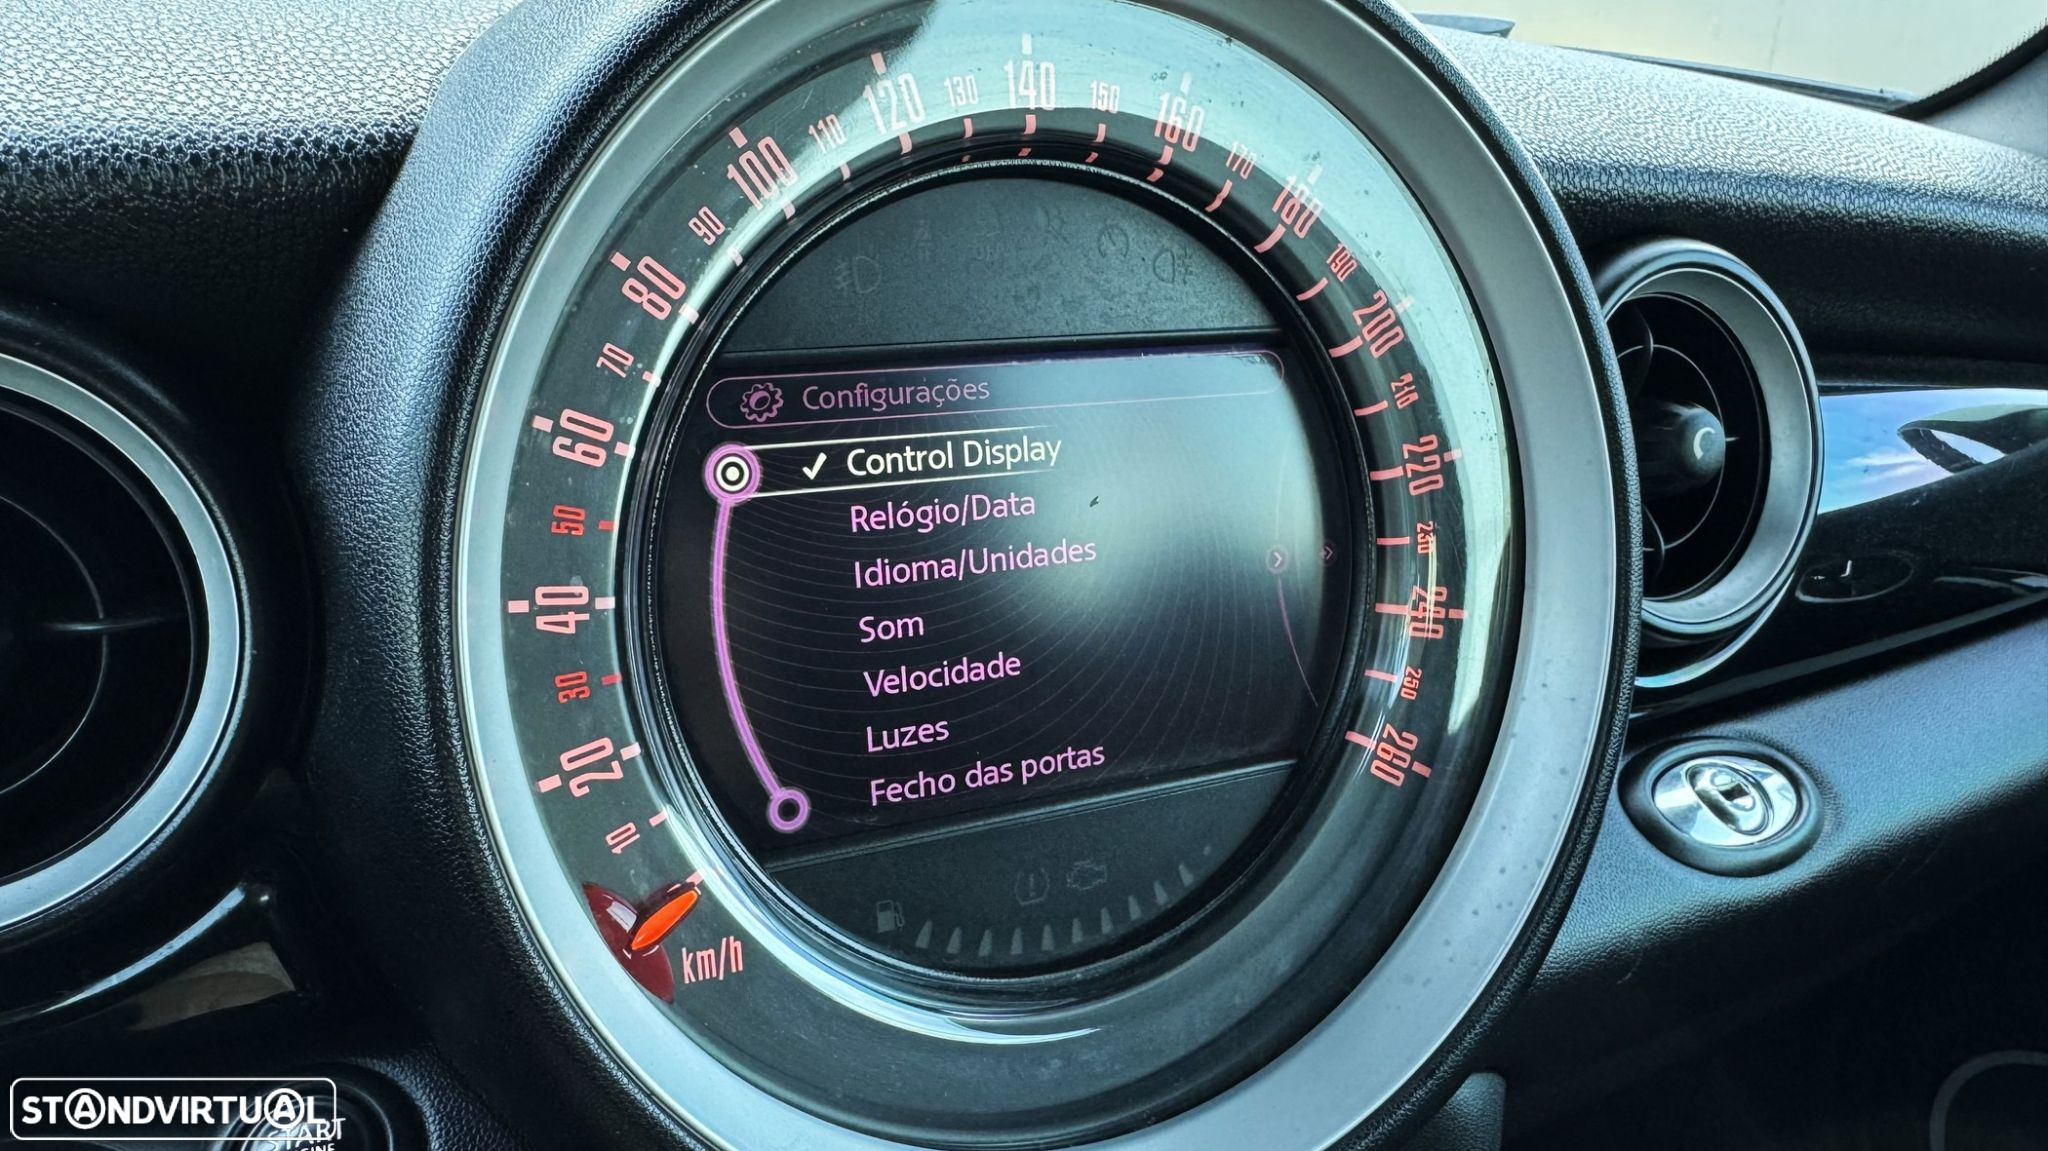 10
20
30
40
50
60
70
80
90
100
110
120
130
140
150
160
170
180
190
200
210
220
230
240
250
260
km/h
Configurações
✓ Control Display
Relógio/Data
Idioma/Unidades
Som
Velocidade
Luzes
Fecho das portas
STANDVIRTUAL
START